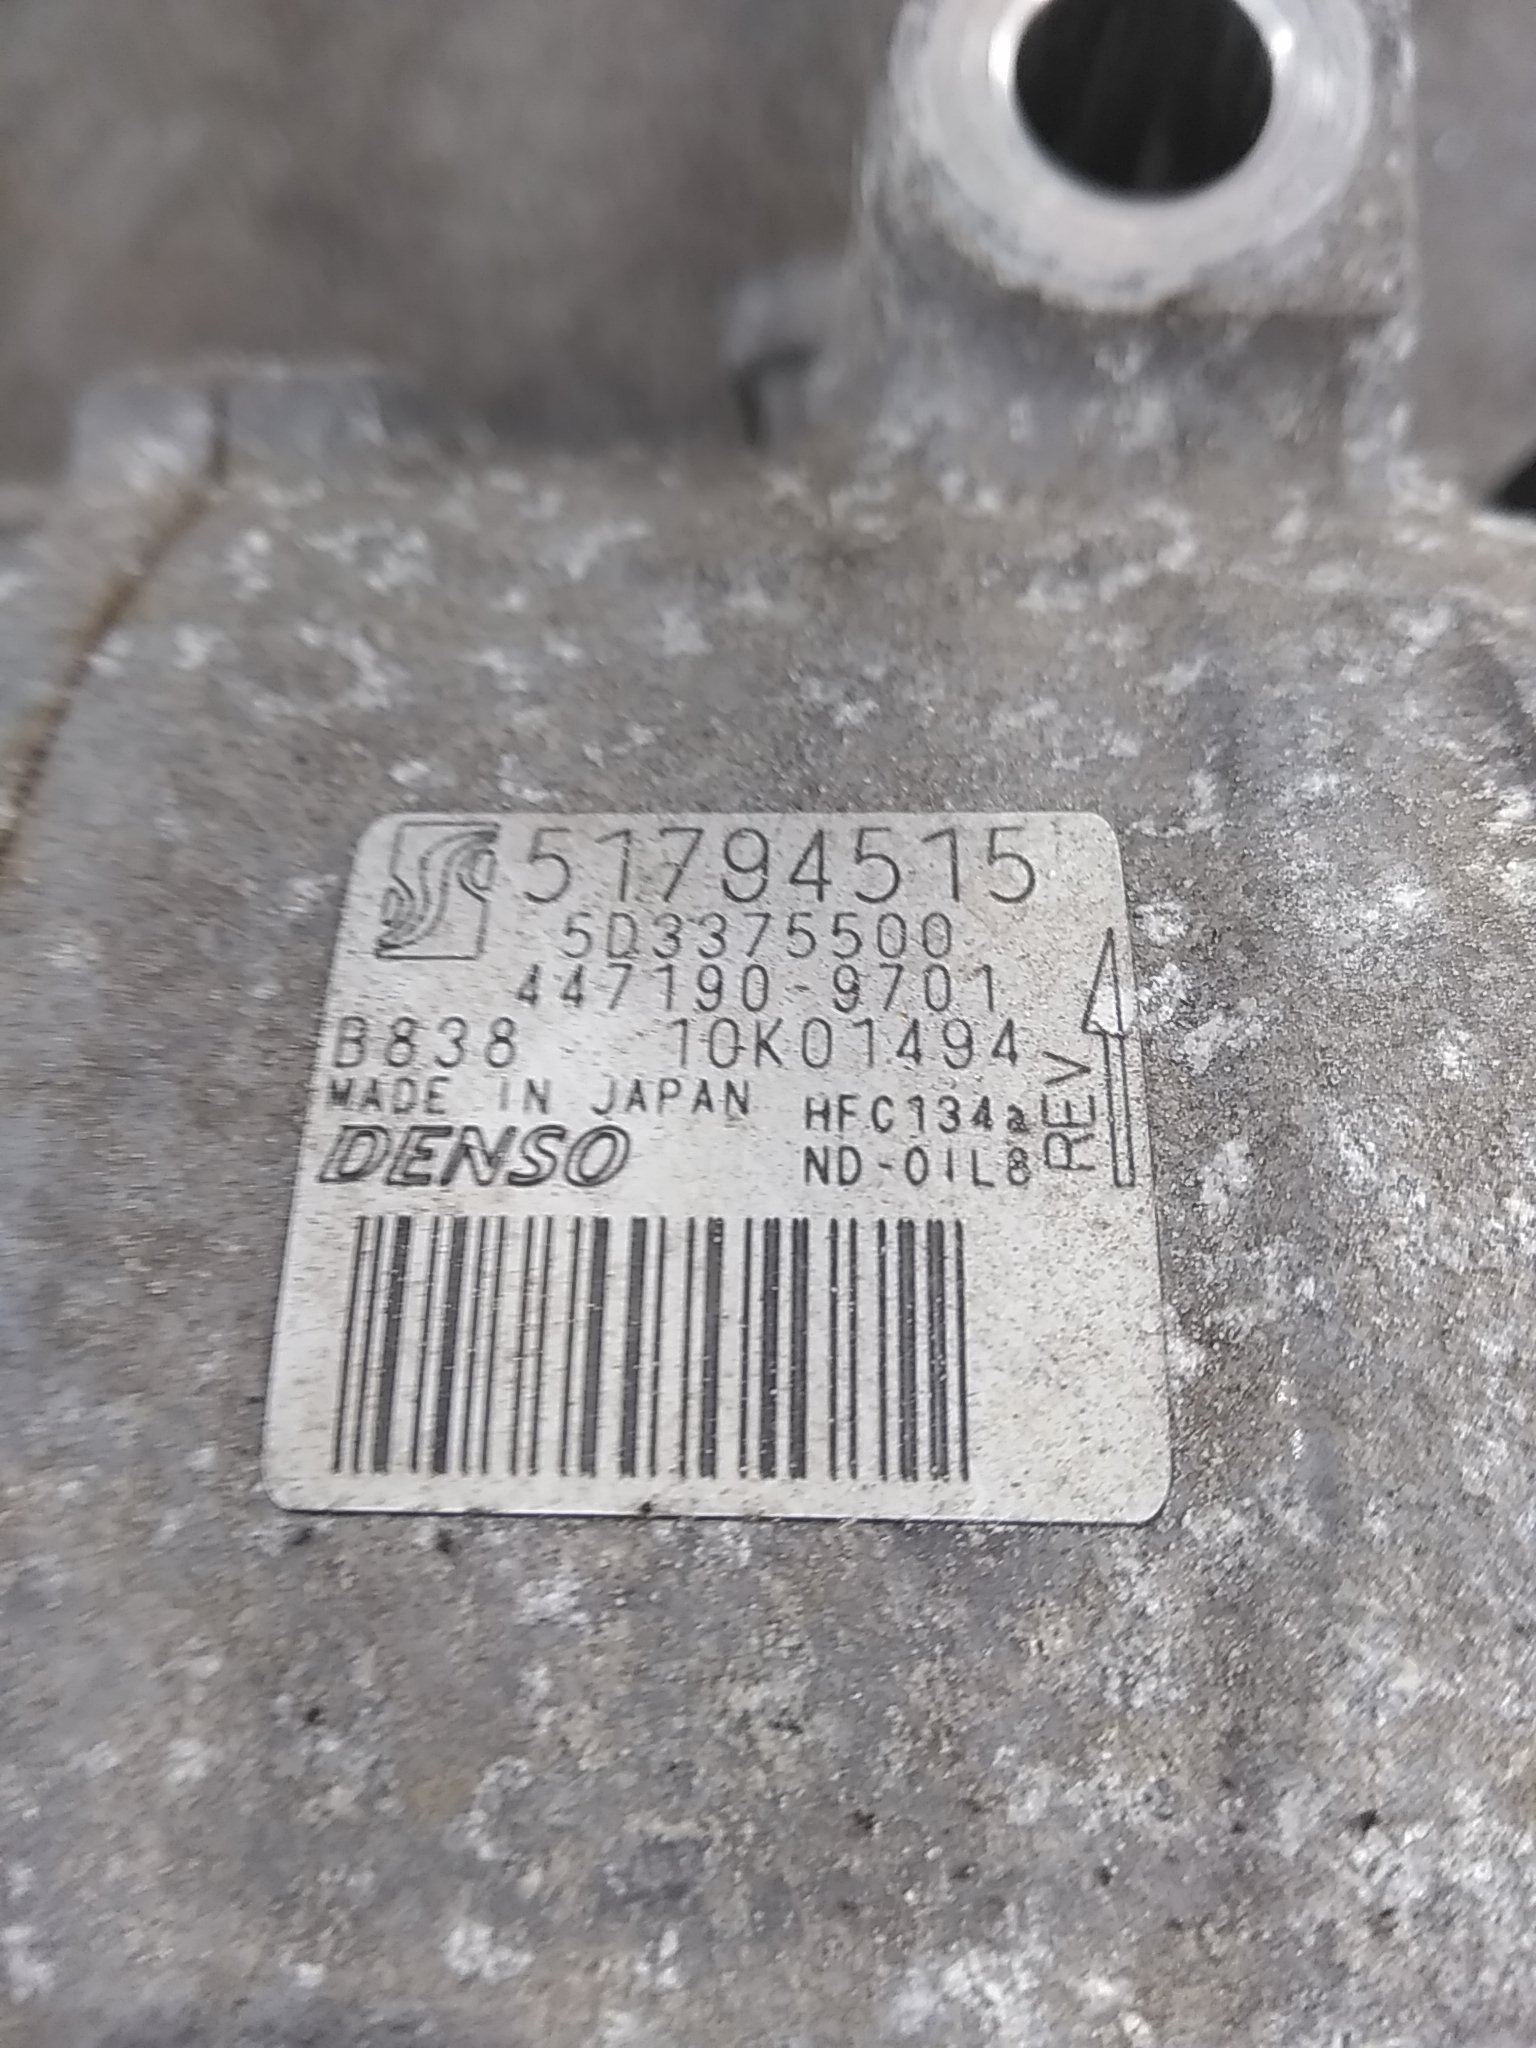 51794515
5D3375500
447190-9701
B838 10K01494
MADE IN JAPAN HFC134a
DENSO ND-OIL8
REV